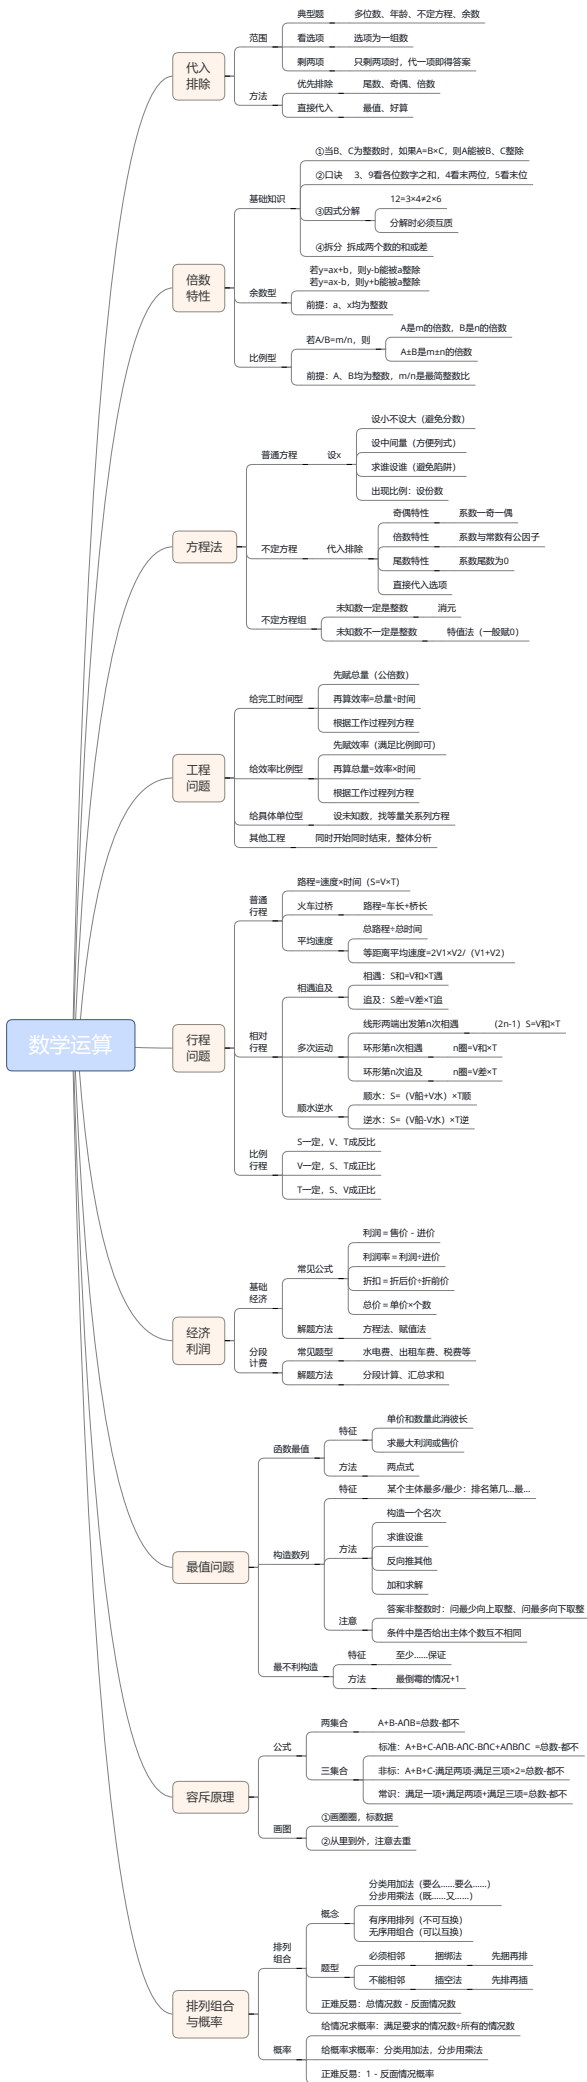 数学运算
代入
排除
范围
典型题
多位数、年龄、不定方程、余数
看选项
选项为一组数
剩两项
只剩两项时，代一项即得答案
方法
优先排除
尾数、奇偶、倍数
直接代入
最值、好算
倍数
特性
基础知识
①当B、C为整数时，如果A=B×C，则A能被B、C整除
②口诀 3、9看各位数字之和，4看末两位，5看末位
③因式分解
12=3×4≠2×6
分解时必须互质
④拆分 拆成两个数的和或差
余数型
若y=ax+b，则y-b能被a整除
若y=ax-b，则y+b能被a整除
前提：a、x均为整数
比例型
若A/B=m/n，则
A是m的倍数，B是n的倍数
A±B是m±n的倍数
前提：A、B均为整数，m/n是最简整数比
方程法
普通方程
设x
设小不设大（避免分数）
设中间量（方便列式）
求谁设谁（避免陷阱）
出现比例：设份数
不定方程
代入排除
奇偶特性
系数一奇一偶
倍数特性
系数与常数有公因子
尾数特性
系数尾数为0
直接代入选项
不定方程组
未知数一定是整数
消元
未知数不一定是整数
特值法（一般赋0）
工程
问题
给完工时间型
先赋总量（公倍数）
再算效率=总量÷时间
根据工作过程列方程
给效率比例型
先赋效率（满足比例即可）
再算总量=效率×时间
根据工作过程列方程
给具体单位型
设未知数，找等量关系列方程
其他工程
同时开始同时结束，整体分析
行程
问题
普通
行程
路程=速度×时间（S=V×T）
火车过桥
路程=车长+桥长
平均速度
总路程÷总时间
等距离平均速度=2V1×V2/（V1+V2）
相对
行程
相遇追及
相遇：S和=V和×T遇
追及：S差=V差×T追
多次运动
线形两端出发第n次相遇
（2n-1）S=V和×T
环形第n次相遇
n圈=V和×T
环形第n次追及
n圈=V差×T
顺水逆水
顺水：S=（V船+V水）×T顺
逆水：S=（V船-V水）×T逆
比例
行程
S一定，V、T成反比
V一定，S、T成正比
T一定，S、V成正比
经济
利润
基础
经济
常见公式
利润＝售价－进价
利润率＝利润÷进价
折扣＝折后价÷折前价
总价＝单价×个数
解题方法
方程法、赋值法
分段
计费
常见题型
水电费、出租车费、税费等
解题方法
分段计算、汇总求和
最值问题
函数最值
特征
单价和数量此消彼长
求最大利润或售价
方法
两点式
构造数列
特征
某个主体最多/最少：排名第几...最...
方法
构造一个名次
求谁设谁
反向推其他
加和求解
注意
答案非整数时：问最少向上取整、问最多向下取整
条件中是否给出主体个数互不相同
最不利构造
特征
至少……保证
方法
最倒霉的情况+1
容斥原理
公式
两集合
A+B-A∩B=总数-都不
三集合
标准：A+B+C-A∩B-A∩C-B∩C+A∩B∩C =总数-都不
非标：A+B+C-满足两项-满足三项×2=总数-都不
常识：满足一项+满足两项+满足三项=总数-都不
画图
①画圈圈，标数据
②从里到外，注意去重
排列组合
与概率
排列
组合
概念
分类用加法（要么……要么……）
分步用乘法（既……又……）
有序用排列（不可互换）
无序用组合（可以互换）
题型
必须相邻
捆绑法
先捆再排
不能相邻
插空法
先排再插
正难反易：总情况数－反面情况数
概率
给情况求概率：满足要求的情况数÷所有的情况数
给概率求概率：分类用加法，分步用乘法
正难反易：1－反面情况概率